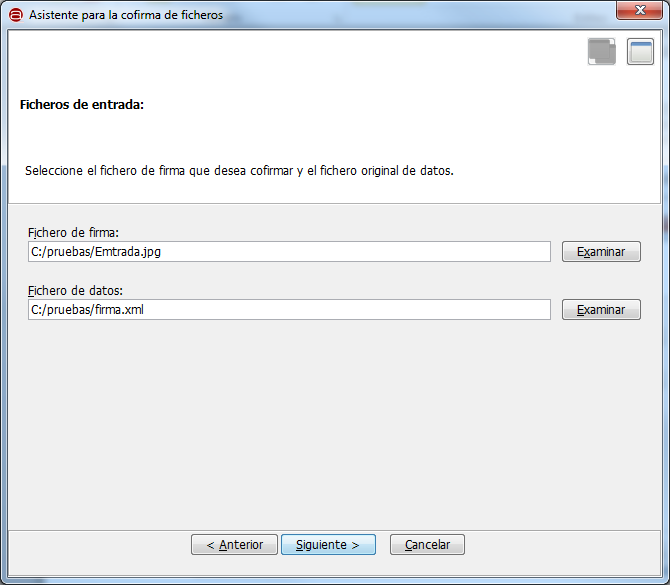 Asistente para la cofirma de ficheros
Ficheros de entrada:
Seleccione el fichero de firma que desea cofirmar y el fichero original de datos.
Fichero de firma:
C:/pruebas/Emtrada.jpg
Examinar
Fichero de datos:
C:/pruebas/firma.xml
Examinar
< Anterior
Siguiente >
Cancelar